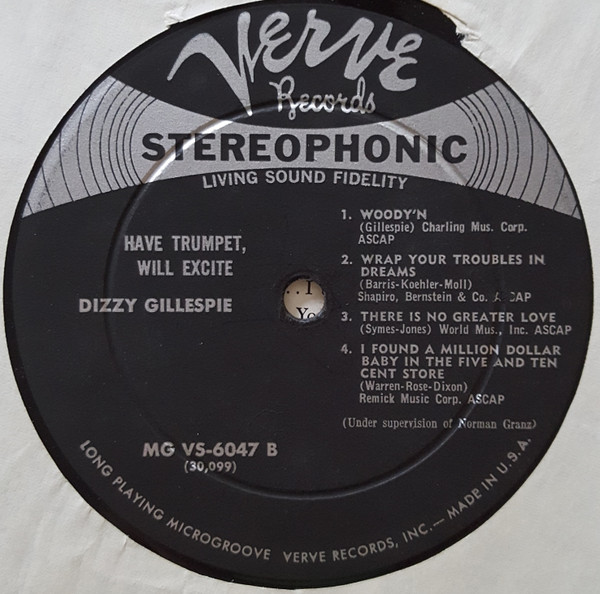 Verve
Records
STEREOPHONIC
LIVING SOUND FIDELITY
HAVE TRUMPET,
WILL EXCITE
DIZZY GILLESPIE
1. WOODY'N
(Gillespie) Charling Mus. Corp.
ASCAP
2. WRAP YOUR TROUBLES IN
DREAMS
(Barris-Koehler-Moll)
Shapiro, Bernstein & Co. A CAP
3. THERE IS NO GREATER LOVE
(Symes-Jones) World Mus., Inc. ASCAP
4. I FOUND A MILLION DOLLAR
BABY IN THE FIVE AND TEN
CENT STORE
(Warren-Rose-Dixon)
Remick Music Corp. ASCAP
(Under supervision of Norman Granz)
MG VS-6047 B
(30,099)
LONG PLAYING MICROGROOVE VERVE RECORDS, INC.— MADE IN U.S.A.